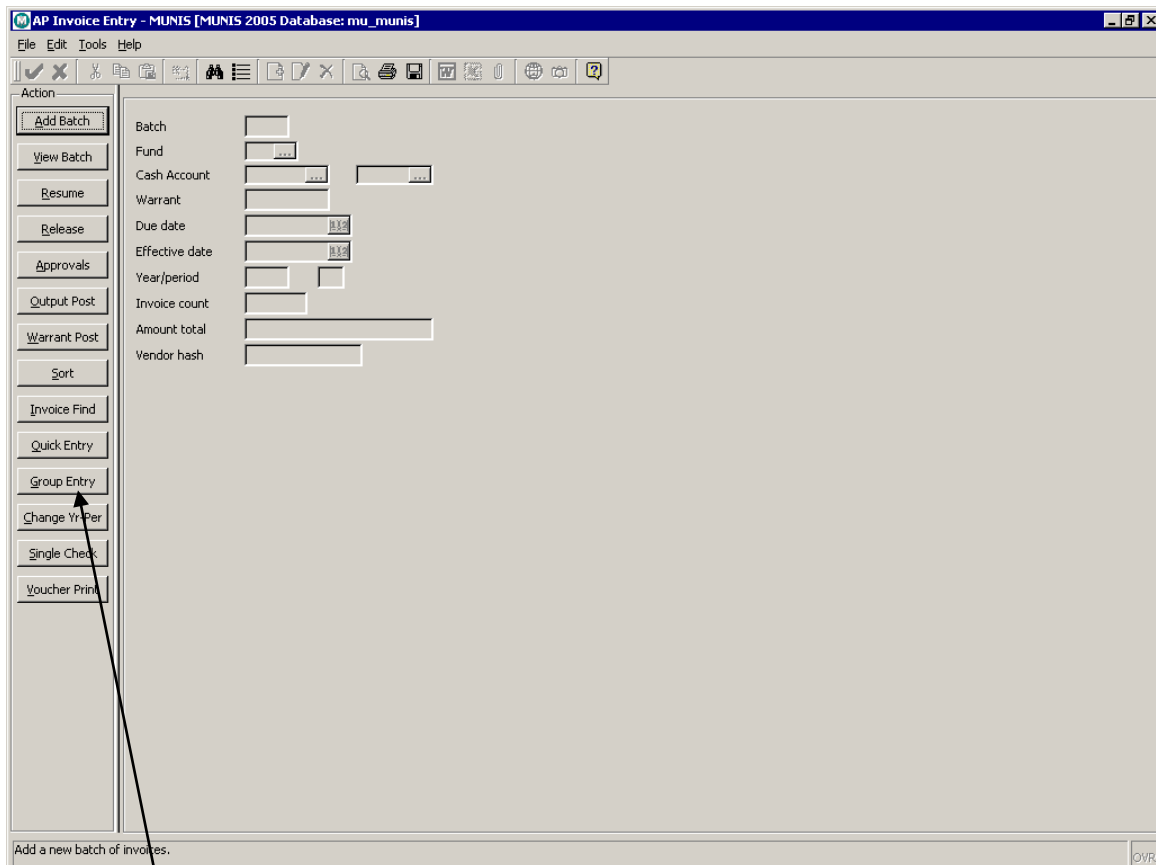 AP Invoice Entry - MUNIS [MUNIS 2005 Database: mu_munis]
File Edit Tools Help
Action
Add Batch
View Batch
Resume
Release
Approvals
Output Post
Warrant Post
Sort
Invoice Find
Quick Entry
Group Entry
Change Yr-Per
Single Check
Voucher Print
Batch
Fund ...
Cash Account ... ...
Warrant
Due date
Effective date
Year/period
Invoice count
Amount total
Vendor hash
Add a new batch of invoices.
OVR